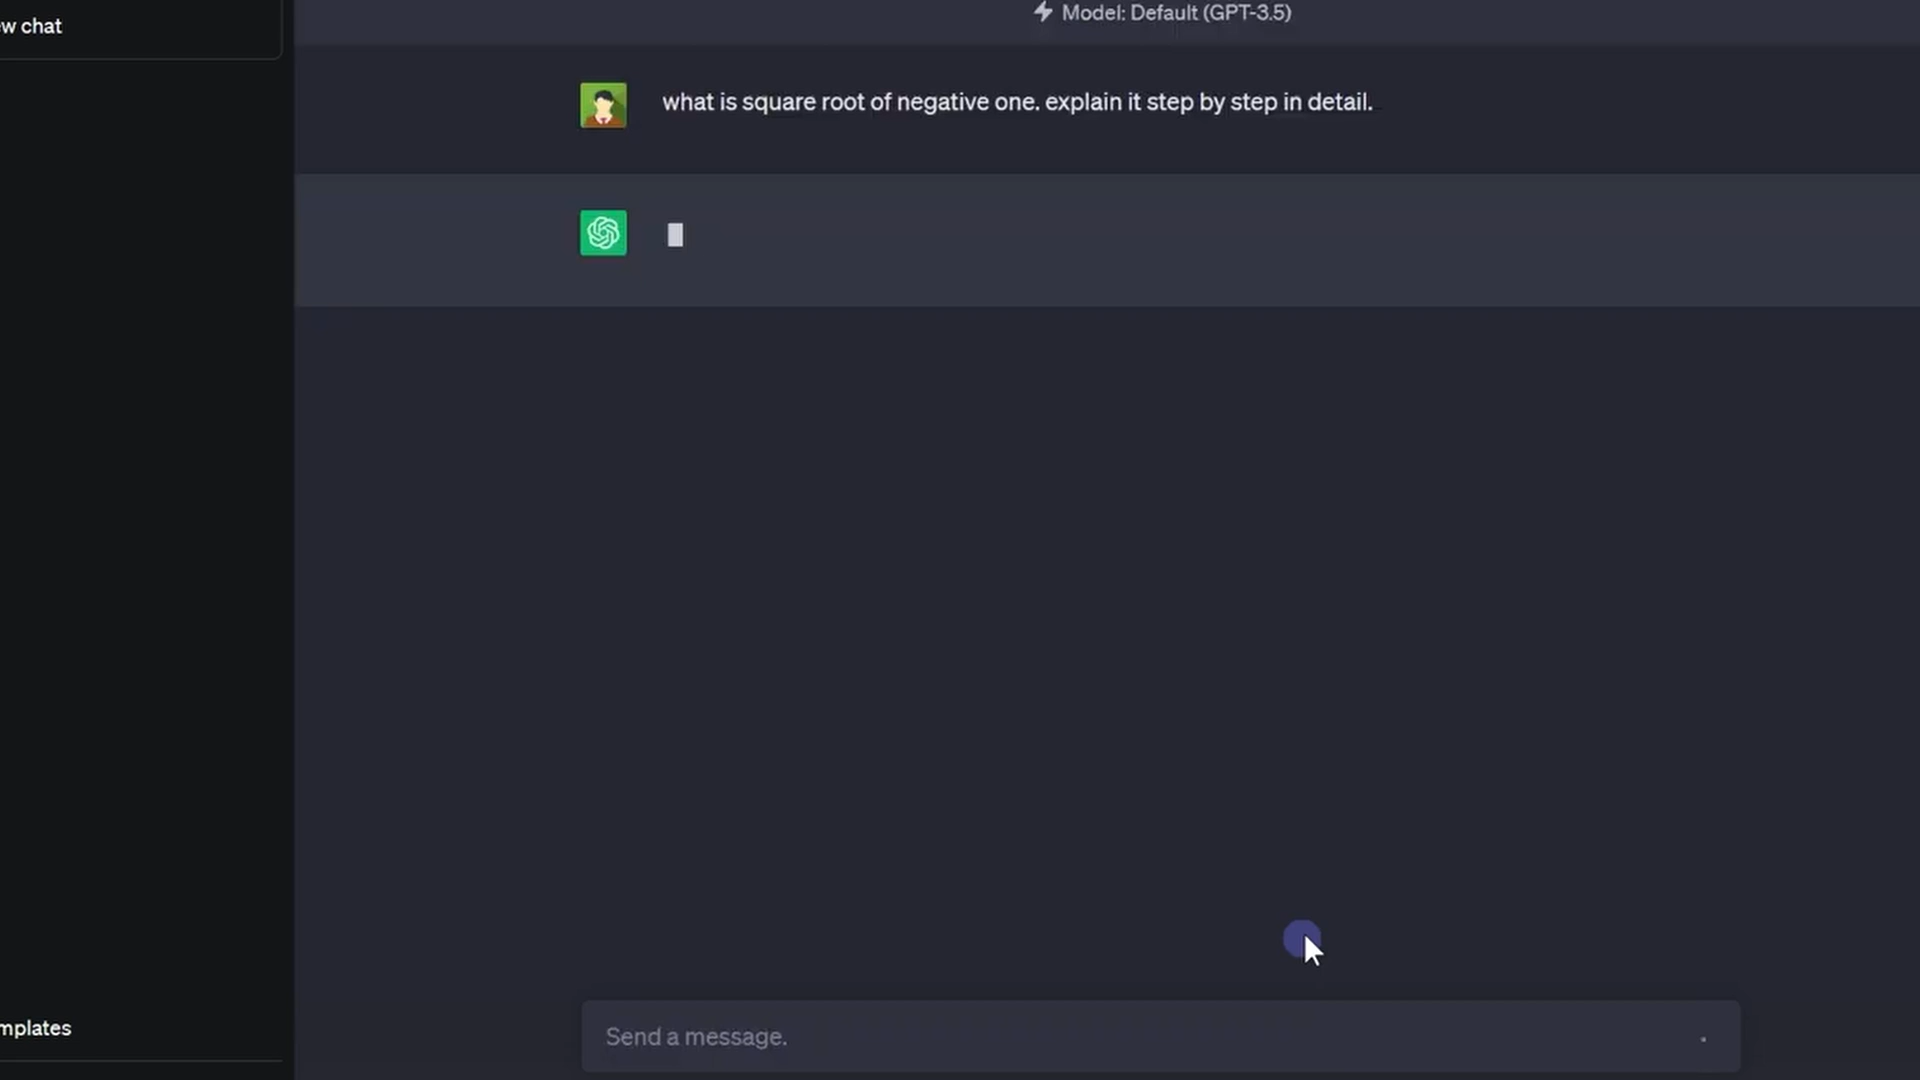 w chat
Model: Default (GPT-3.5)
what is square root of negative one. explain it step by step in detail.
mplates
Send a message.